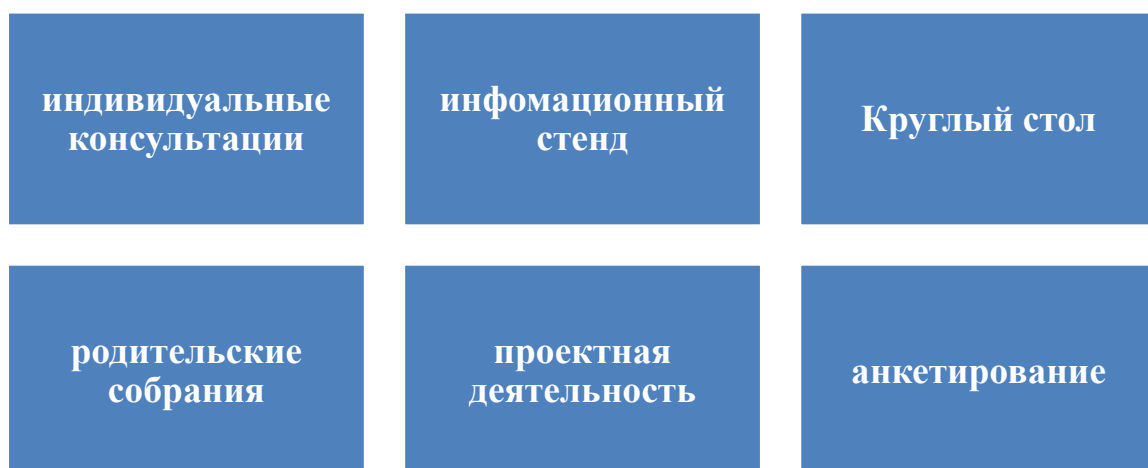 индивидуальные
консультации
инфомационный
стенд
Круглый стол
родительские
собрания
проектная
деятельность
анкетирование